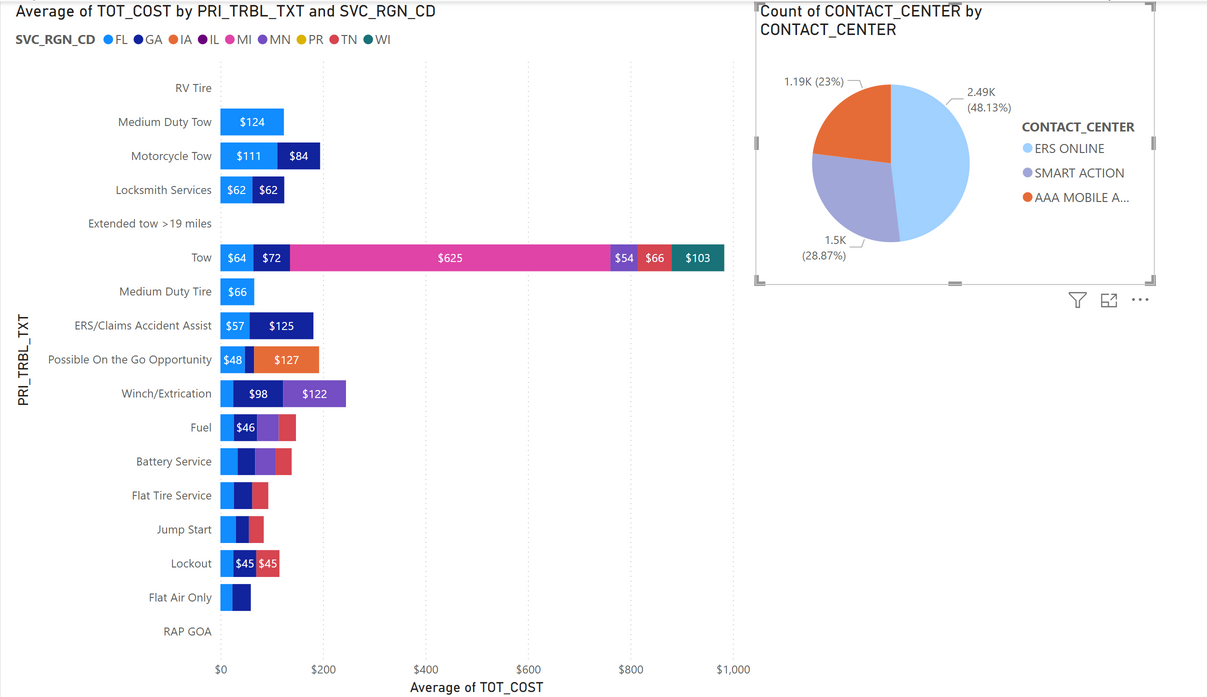 Average of TOT_COST by PRI_TRBL_TXT and SVC_RGN_CD
SVC_RGN_CD FL GA IA IL MI MN PR TN WI
PRI_TRBL_TXT
RV Tire
Medium Duty Tow $124
Motorcycle Tow $111 $84
Locksmith Services $62 $62
Extended tow >19 miles
Tow $64 $72 $625 $54 $66 $103
Medium Duty Tire $66
ERS/Claims Accident Assist $57 $125
Possible On the Go Opportunity $48 $127
Winch/Extrication $98 $122
Fuel $46
Battery Service
Flat Tire Service
Jump Start
Lockout $45 $45
Flat Air Only
RAP GOA
$0 $200 $400 $600 $800 $1,000
Average of TOT_COST
Count of CONTACT_CENTER by
CONTACT_CENTER
1.19K (23%)
2.49K
(48.13%)
1.5K
(28.87%)
CONTACT_CENTER
ERS ONLINE
SMART ACTION
AAA MOBILE A...